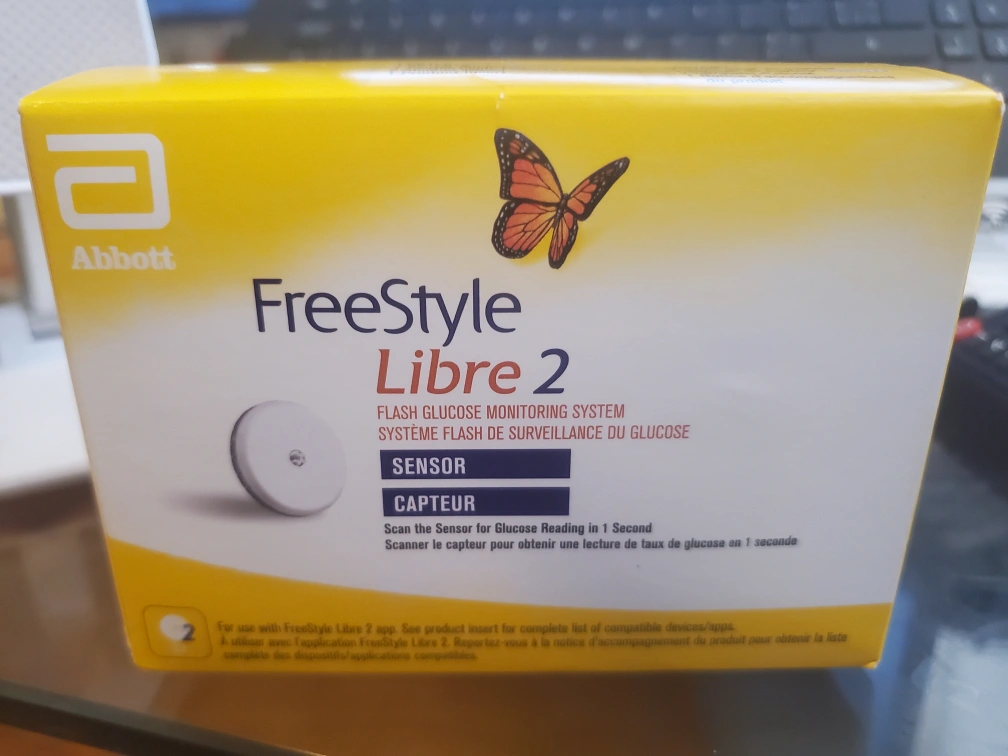 Abbott
FreeStyle
Libre 2
FLASH GLUCOSE MONITORING SYSTEM
SYSTÈME FLASH DE SURVEILLANCE DU GLUCOSE
SENSOR
CAPTEUR
Scan the Sensor for Glucose Reading in 1 Second
Scanner le capteur pour obtenir une lecture de taux de glucose en 1 seconde
2
For use with FreeStyle Libre 2 app. See product insert for complete list of compatible devices/apps.
À utiliser avec l'application FreeStyle Libre 2. Reportez-vous à la notice d'accompagnement du produit pour obtenir la liste
complète des dispositifs/applications compatibles.